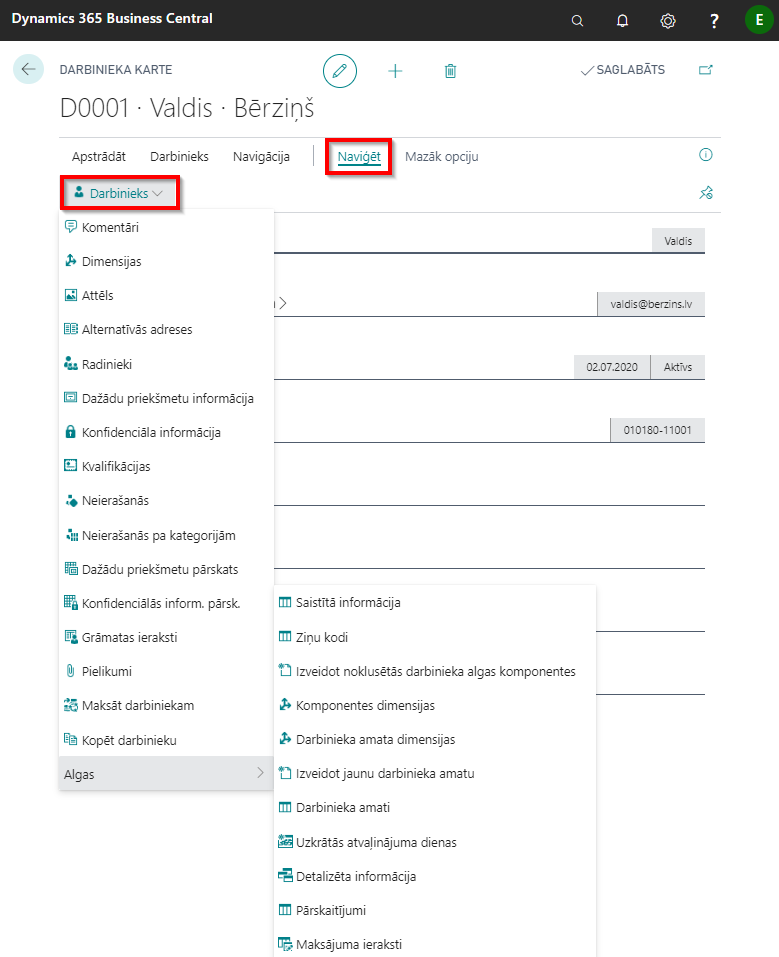 Dynamics 365 Business Central
?
E
DARBINIEKA KARTE
SAGLABĀTS
D0001 · Valdis · Bērziņš
Apstrādāt
Darbinieks
Navigācija
Naviģēt
Mazāk opciju
Darbinieks
Komentāri
Valdis
Dimensijas
Attēls
valdis@berzins.lv
Alternatīvās adreses
Radinieki
02.07.2020
Aktīvs
Dažādu priekšmetu informācija
Konfidenciāla informācija
010180-11001
Kvalifikācijas
Neierašanās
Neierašanās pa kategorijām
Dažādu priekšmetu pārskats
Konfidenciālās inform. pārsk.
Grāmatas ieraksti
Pielikumi
Maksāt darbiniekam
Kopēt darbinieku
Algas
Saistītā informācija
Ziņu kodi
Izveidot noklusētās darbinieka algas komponentes
Komponentes dimensijas
Darbinieka amata dimensijas
Izveidot jaunu darbinieka amatu
Darbinieka amati
Uzkrātās atvaļinājuma dienas
Detalizēta informācija
Pārskaitījumi
Maksājuma ieraksti